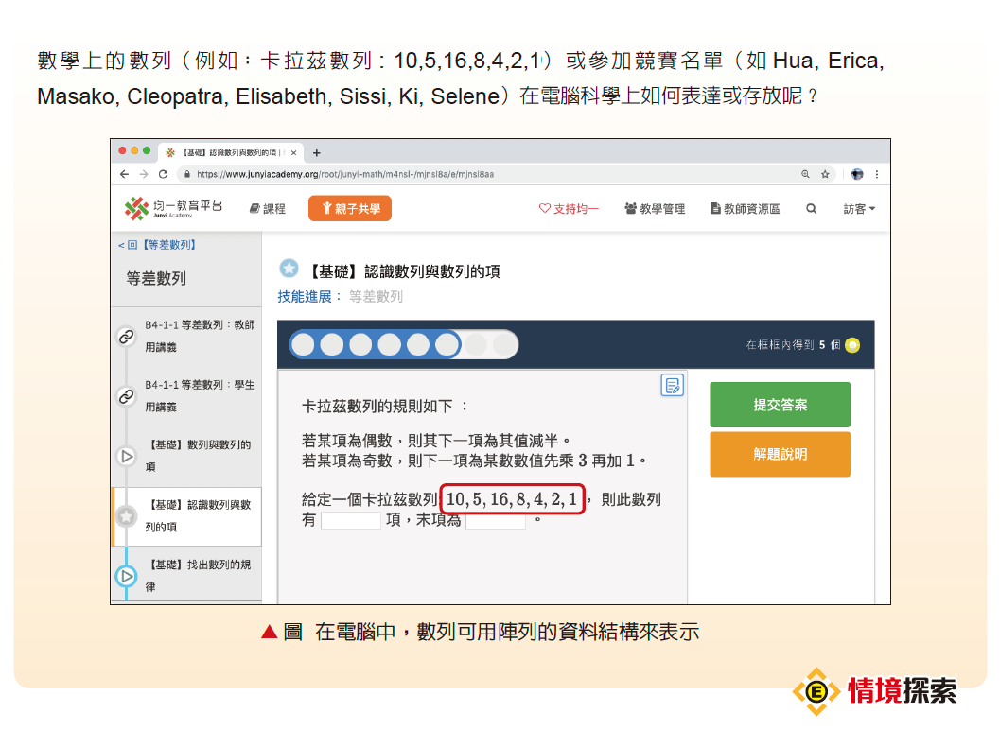 數學上的數列（例如：卡拉茲數列：10,5,16,8,4,2,1）或參加競賽名單（如 Hua, Erica,
Masako, Cleopatra, Elisabeth, Sissi, Ki, Selene）在電腦科學上如何表達或存放呢？
【基礎】認識數列與數列的項 |
https://www.junyiacademy.org/root/junyi-math/m4nsl-/mjnsl8a/e/mjnsl8aa
均一教育平台
Junyi Academy
課程
親子共學
支持均一
教學管理
教師資源區
訪客
<回【等差數列】
等差數列
B4-1-1 等差數列：教師
用講義
B4-1-1 等差數列：學生
用講義
【基礎】數列與數列的
項
【基礎】認識數列與數
列的項
【基礎】找出數列的規
律
【基礎】認識數列與數列的項
技能進展： 等差數列
在框框內得到 5 個
卡拉茲數列的規則如下 ：
若某項為偶數，則其下一項為其值減半。
若某項為奇數，則下一項為某數數值先乘 3 再加 1。
給定一個卡拉茲數列: 10, 5, 16, 8, 4, 2, 1 ，則此數列
有 項，末項為 。
提交答案
解題說明
▲圖 在電腦中，數列可用陣列的資料結構來表示
E 情境探索